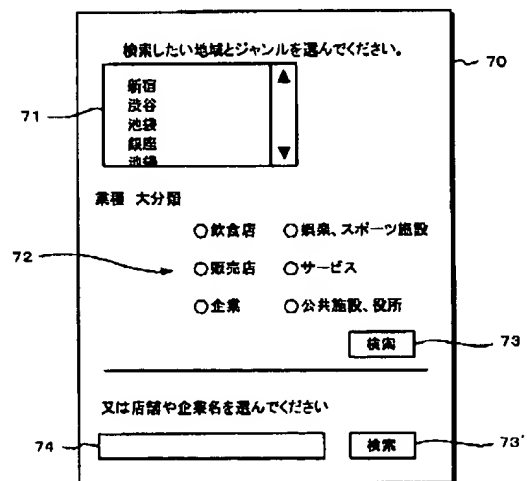 検索したい地域とジャンルを選んでください。
70
新宿
渋谷
71
池袋
銀座
池袋
業種 大分類
飲食店 娯楽、スポーツ施設
72
販売店 サービス
企業 公共施設、役所
検索 73
又は店舗や企業名を選んでください
74 検索 73'